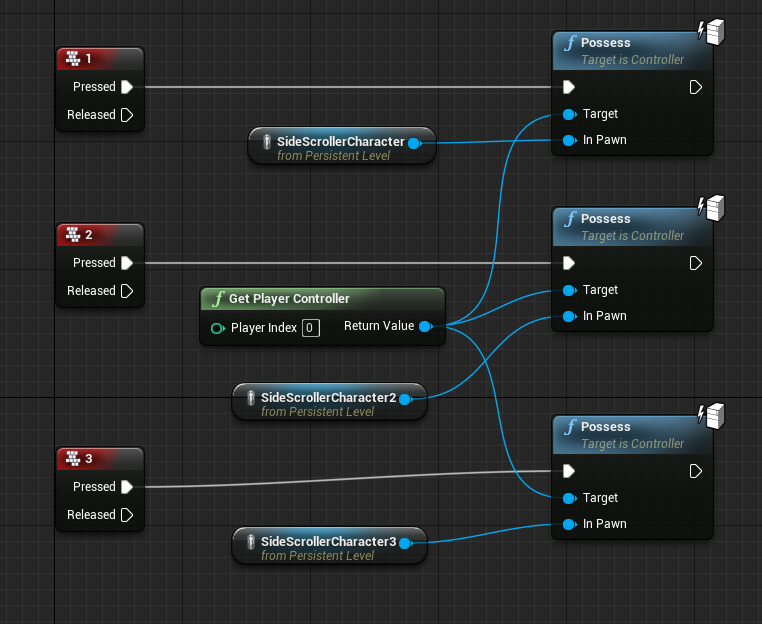 1
Pressed
Released
SideScrollerCharacter
from Persistent Level
Possess
Target is Controller
Target
In Pawn
2
Pressed
Released
Get Player Controller
Player Index 0
Return Value
SideScrollerCharacter2
from Persistent Level
Possess
Target is Controller
Target
In Pawn
3
Pressed
Released
SideScrollerCharacter3
from Persistent Level
Possess
Target is Controller
Target
In Pawn